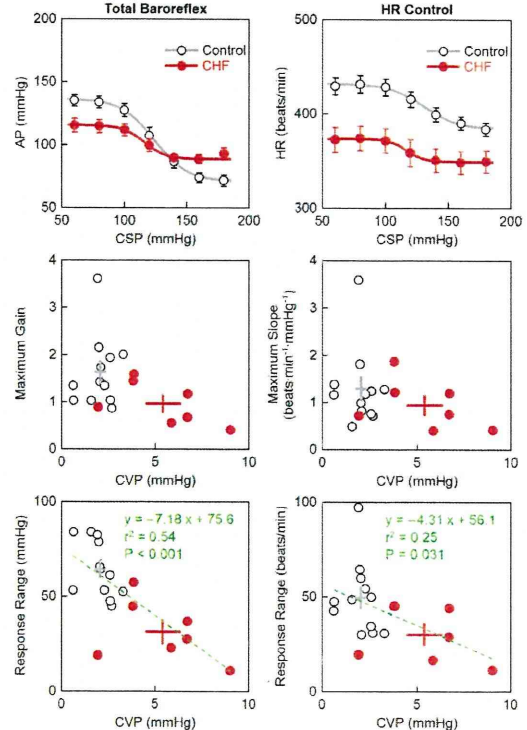 Total Baroreflex
HR Control
200
150
100
50
AP (mmHg)
Control
CHF
50 100 150 200
CSP (mmHg)
500
400
300
HR (beats/min)
Control
CHF
50 100 150 200
CSP (mmHg)
4
3
2
1
0
Maximum Gain
0 5 10
CVP (mmHg)
4
3
2
1
0
Maximum Slope
(beats·min⁻¹·mmHg⁻¹)
0 5 10
CVP (mmHg)
100
50
0
Response Range (mmHg)
y = −7.18 x + 75.6
r² = 0.54
P < 0.001
0 5 10
CVP (mmHg)
100
50
0
Response Range (beats/min)
y = −4.31 x + 56.1
r² = 0.25
P = 0.031
0 5 10
CVP (mmHg)